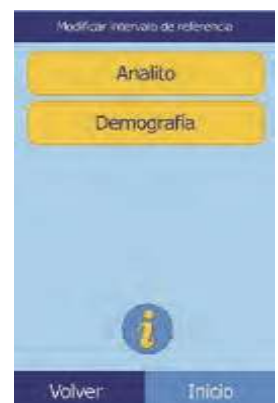 Modificar intervalo de referencia
Analito
Demografía
Volver
Inicio